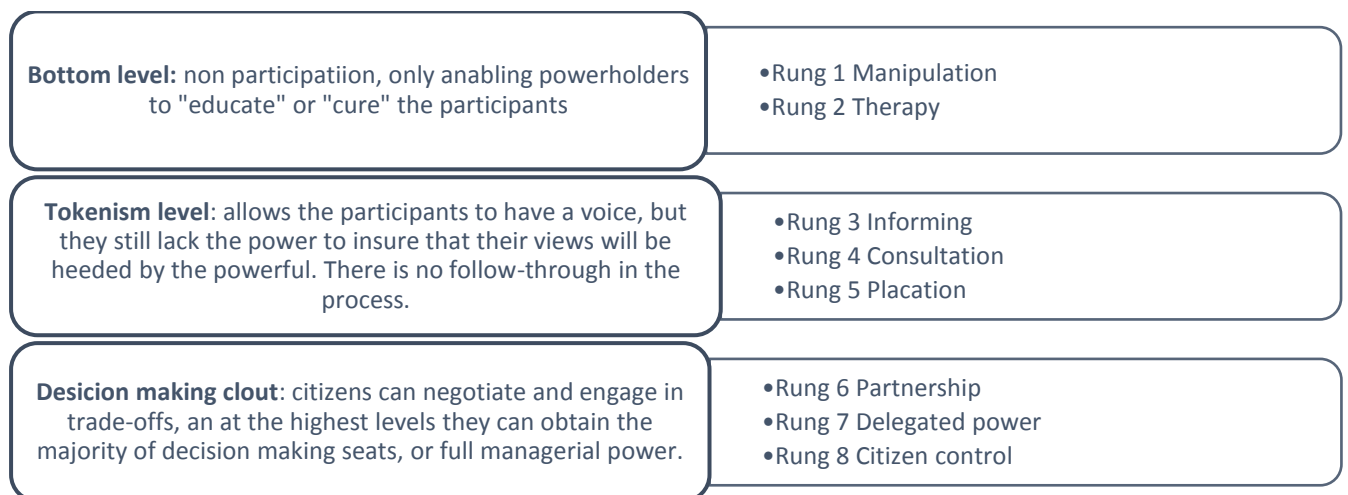 Bottom level: non participatiion, only enabling powerholders
to "educate" or "cure" the participants
•Rung 1 Manipulation
•Rung 2 Therapy
Tokenism level: allows the participants to have a voice, but
they still lack the power to insure that their views will be
heeded by the powerful. There is no follow-through in the
process.
•Rung 3 Informing
•Rung 4 Consultation
•Rung 5 Placation
Desicion making clout: citizens can negotiate and engage in
trade-offs, an at the highest levels they can obtain the
majority of decision making seats, or full managerial power.
•Rung 6 Partnership
•Rung 7 Delegated power
•Rung 8 Citizen control